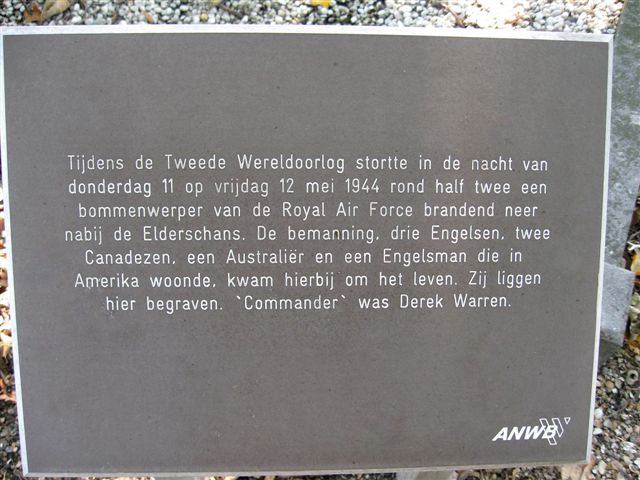 Tijdens de Tweede Wereldoorlog stortte in de nacht van
donderdag 11 op vrijdag 12 mei 1944 rond half twee een
bommenwerper van de Royal Air Force brandend neer
nabij de Elderschans. De bemanning, drie Engelsen, twee
Canadezen, een Australiër en een Engelsman die in
Amerika woonde, kwam hierbij om het leven. Zij liggen
hier begraven. `Commander` was Derek Warren.
ANWB